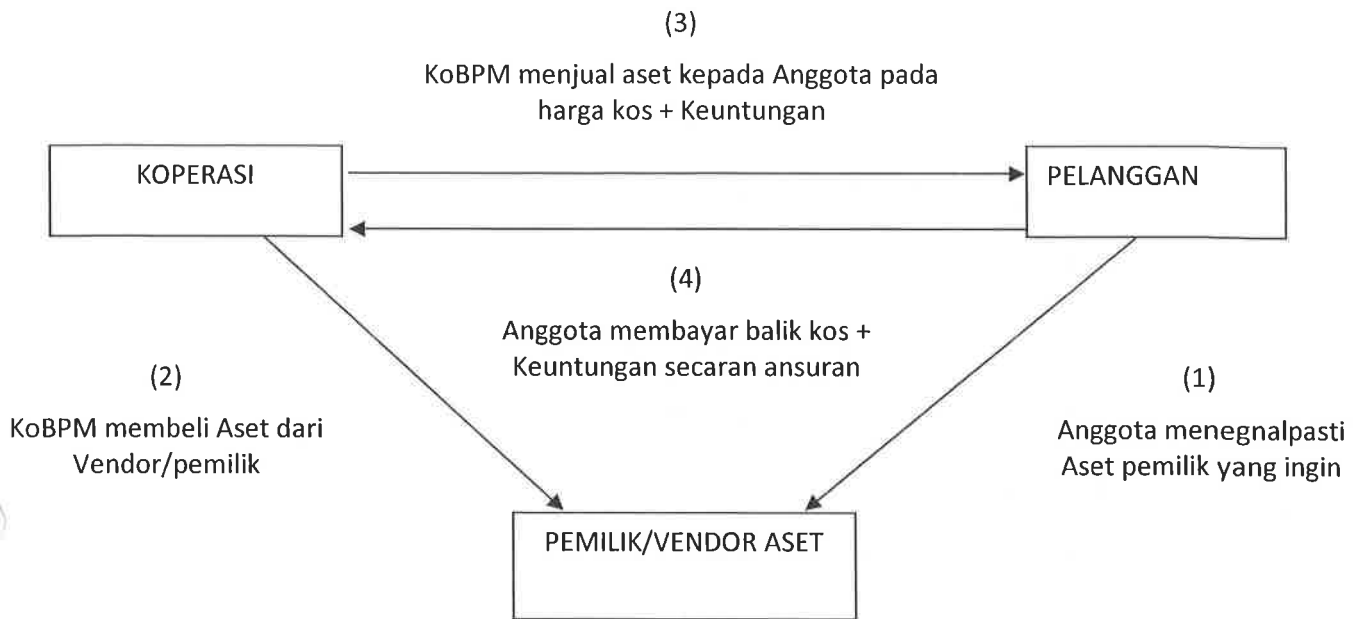 (3)
KoBPM menjual aset kepada Anggota pada
harga kos + Keuntungan
KOPERASI
PELANGGAN
(4)
Anggota membayar balik kos +
Keuntungan secaran ansuran
(2)
KoBPM membeli Aset dari
Vendor/pemilik
(1)
Anggota menegnalpasti
Aset pemilik yang ingin
PEMILIK/VENDOR ASET